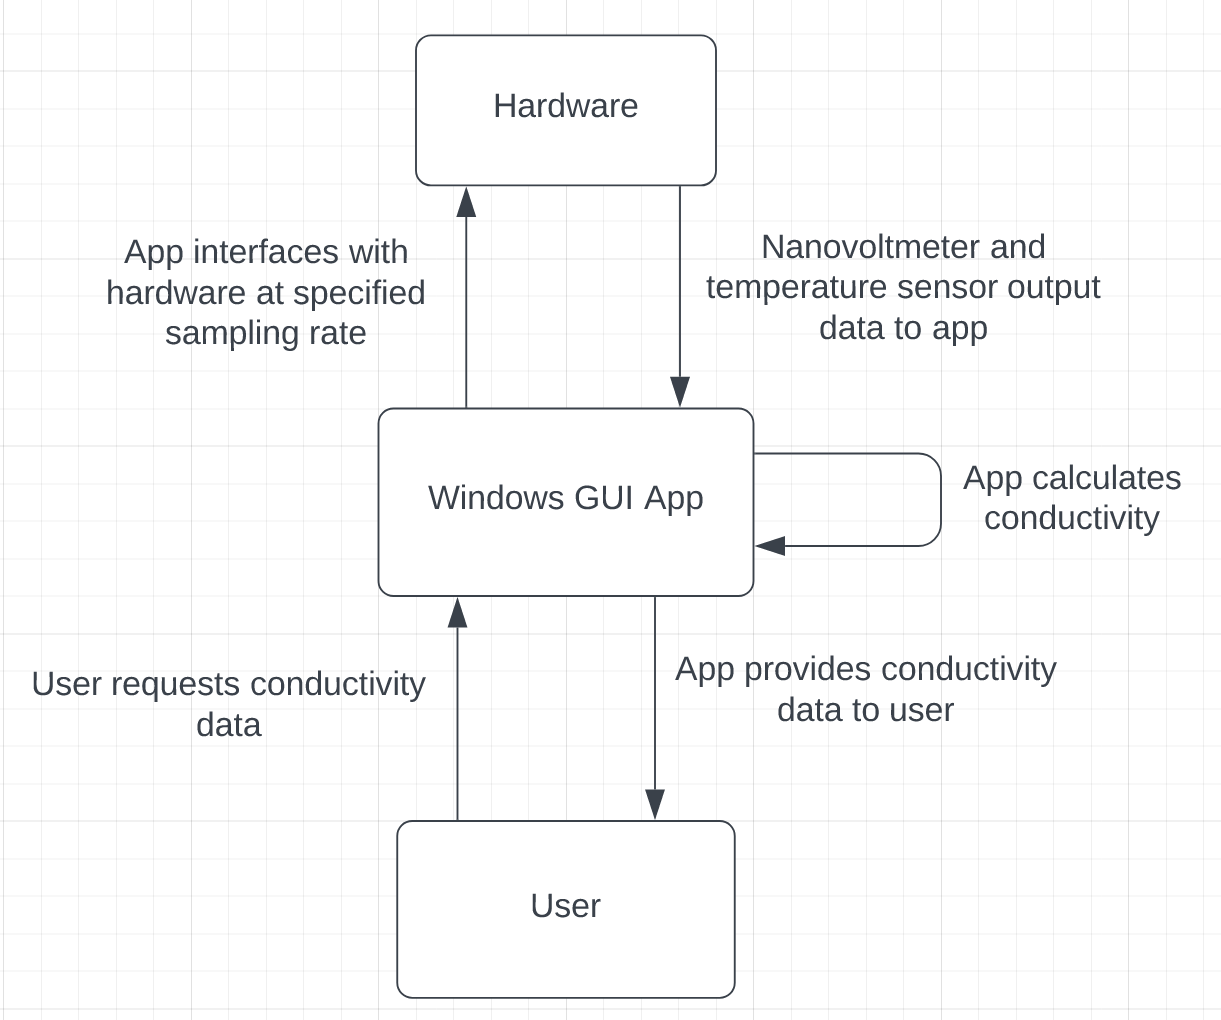 Hardware
App interfaces with
hardware at specified
sampling rate
Nanovoltmeter and
temperature sensor output
data to app
Windows GUI App
App calculates
conductivity
User requests conductivity
data
App provides conductivity
data to user
User